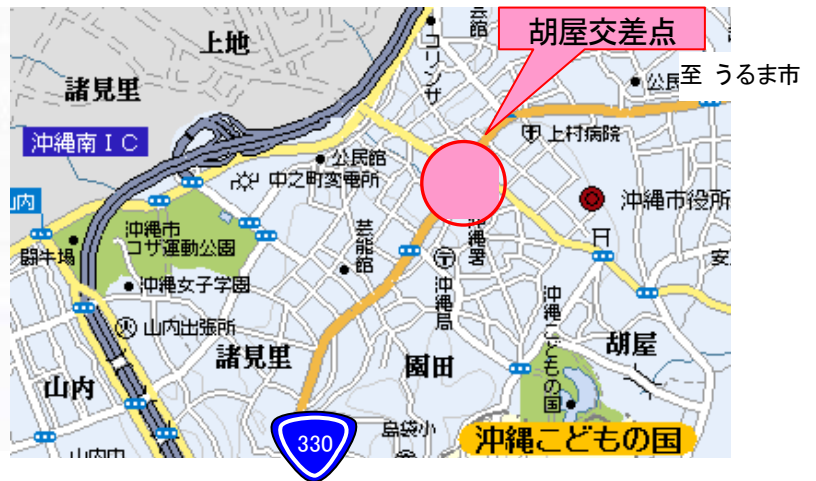 胡屋交差点
至 うるま市
上地
諸見里
沖縄南ＩＣ
コリンザ
芸能館
公民館
上村病院
中之町変電所
沖縄市役所
沖縄署
沖縄市
コザ運動公園
闘牛場
沖縄女子学園
山内出張所
沖縄局
諸見里
園田
胡屋
山内
沖縄こどもの国
島袋小
330
沖縄こどもの国